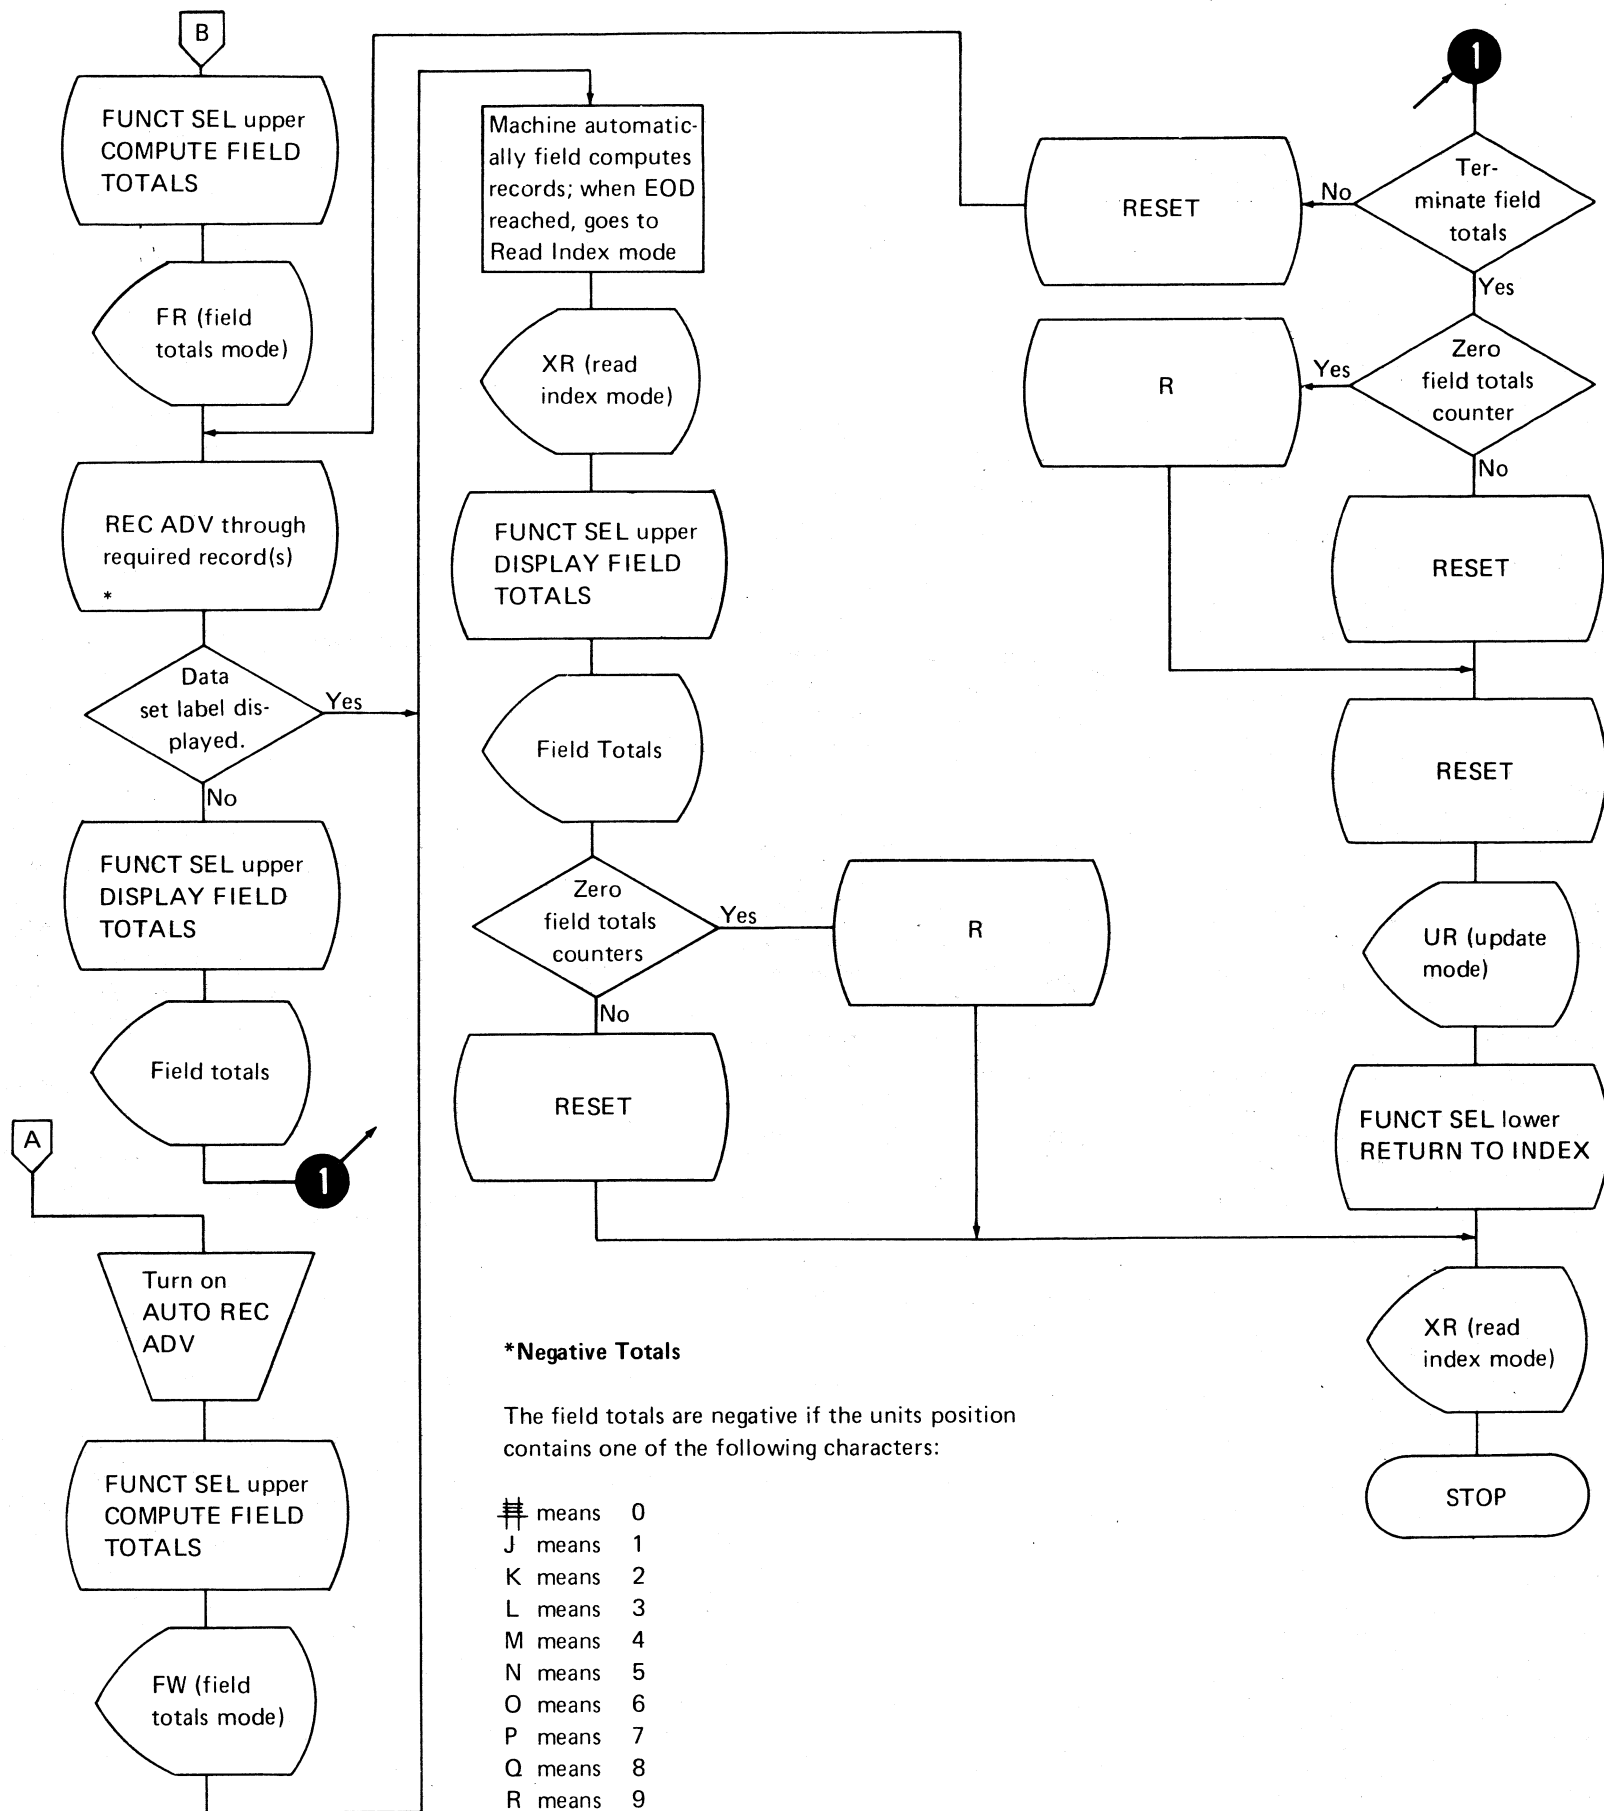 B
FUNCT SEL upper
COMPUTE FIELD
TOTALS
FR (field
totals mode)
REC ADV through
required record(s)
*
Data
set label dis-
played.
Yes
No
FUNCT SEL upper
DISPLAY FIELD
TOTALS
Field totals
1
A
Turn on
AUTO REC
ADV
FUNCT SEL upper
COMPUTE FIELD
TOTALS
FW (field
totals mode)
Machine automatic-
ally field computes
records; when EOD
reached, goes to
Read Index mode
XR (read
index mode)
FUNCT SEL upper
DISPLAY FIELD
TOTALS
Field Totals
Zero
field totals
counters
Yes
R
No
RESET
*Negative Totals
The field totals are negative if the units position
contains one of the following characters:
# means 0
J means 1
K means 2
L means 3
M means 4
N means 5
O means 6
P means 7
Q means 8
R means 9
1
Ter-
minate field
totals
No
RESET
Yes
Zero
field totals
counter
Yes
R
No
RESET
RESET
UR (update
mode)
FUNCT SEL lower
RETURN TO INDEX
XR (read
index mode)
STOP